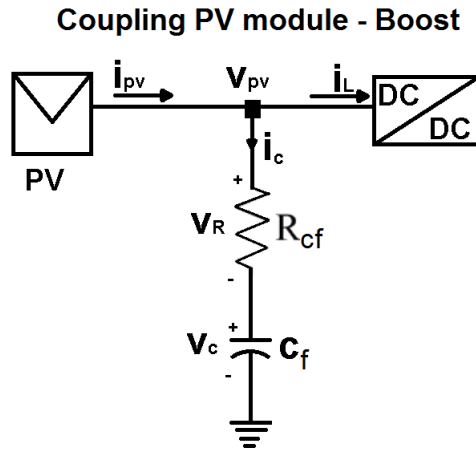 Coupling PV module - Boost
ipv
vpv
iL
DC
DC
PV
ic
+
vR
Rcf
-
+
vc
cf
-